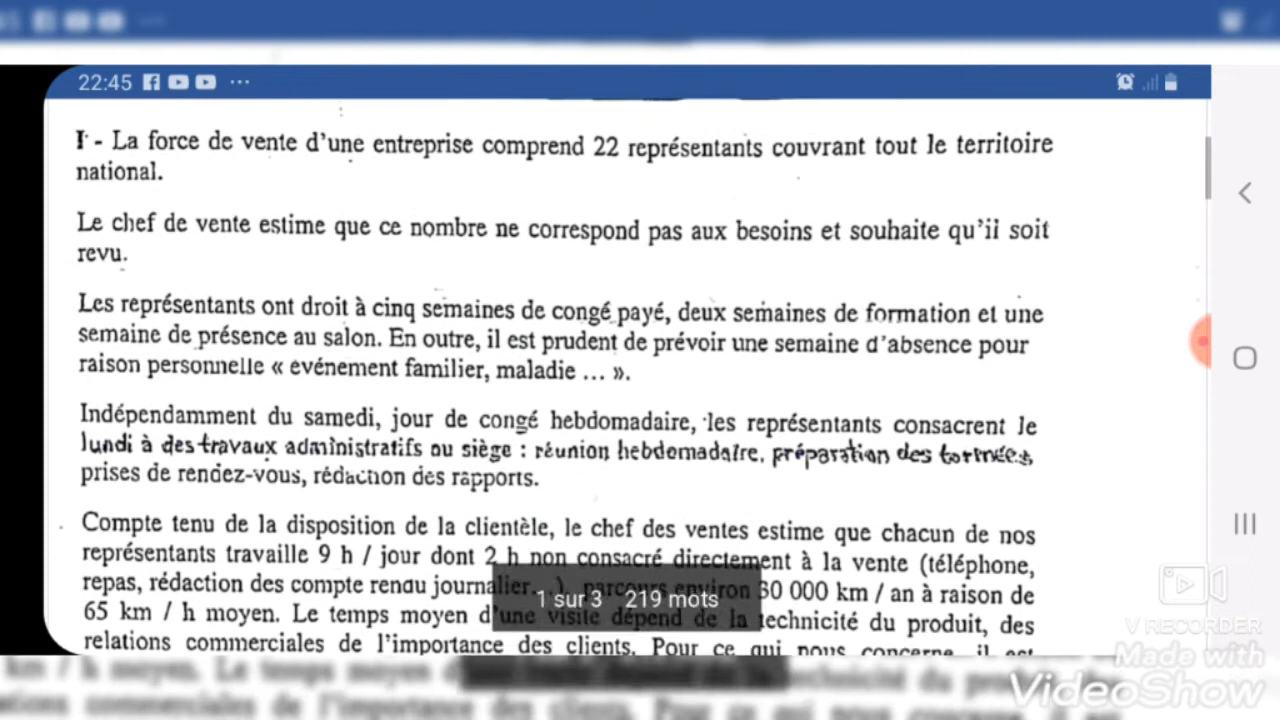 22:45
I - La force de vente d'une entreprise comprend 22 représentants couvrant tout le territoire
national.
Le chef de vente estime que ce nombre ne correspond pas aux besoins et souhaite qu'il soit
revu.
Les représentants ont droit à cinq semaines de congé payé, deux semaines de formation et une
semaine de présence au salon. En outre, il est prudent de prévoir une semaine d'absence pour
raison personnelle « événement familier, maladie ... ».
Indépendamment du samedi, jour de congé hebdomadaire, les représentants consacrent le
lundi à des travaux administratifs au siège : réunion hebdomadaire, préparation des tornées
prises de rendez-vous, rédaction des rapports.
Compte tenu de la disposition de la clientèle, le chef des ventes estime que chacun de nos
représentants travaille 9 h / jour dont 2 h non consacré directement à la vente (téléphone,
repas, rédaction des compte rendu journalier...), parcours environ 30 000 km / an à raison de
65 km / h moyen. Le temps moyen d'une visite dépend de la technicité du produit, des
relations commerciales de l'importance des clients. Pour ce qui nous concerne, il est
1 sur 3 219 mots
V RECORDER
Made with
VideoShow